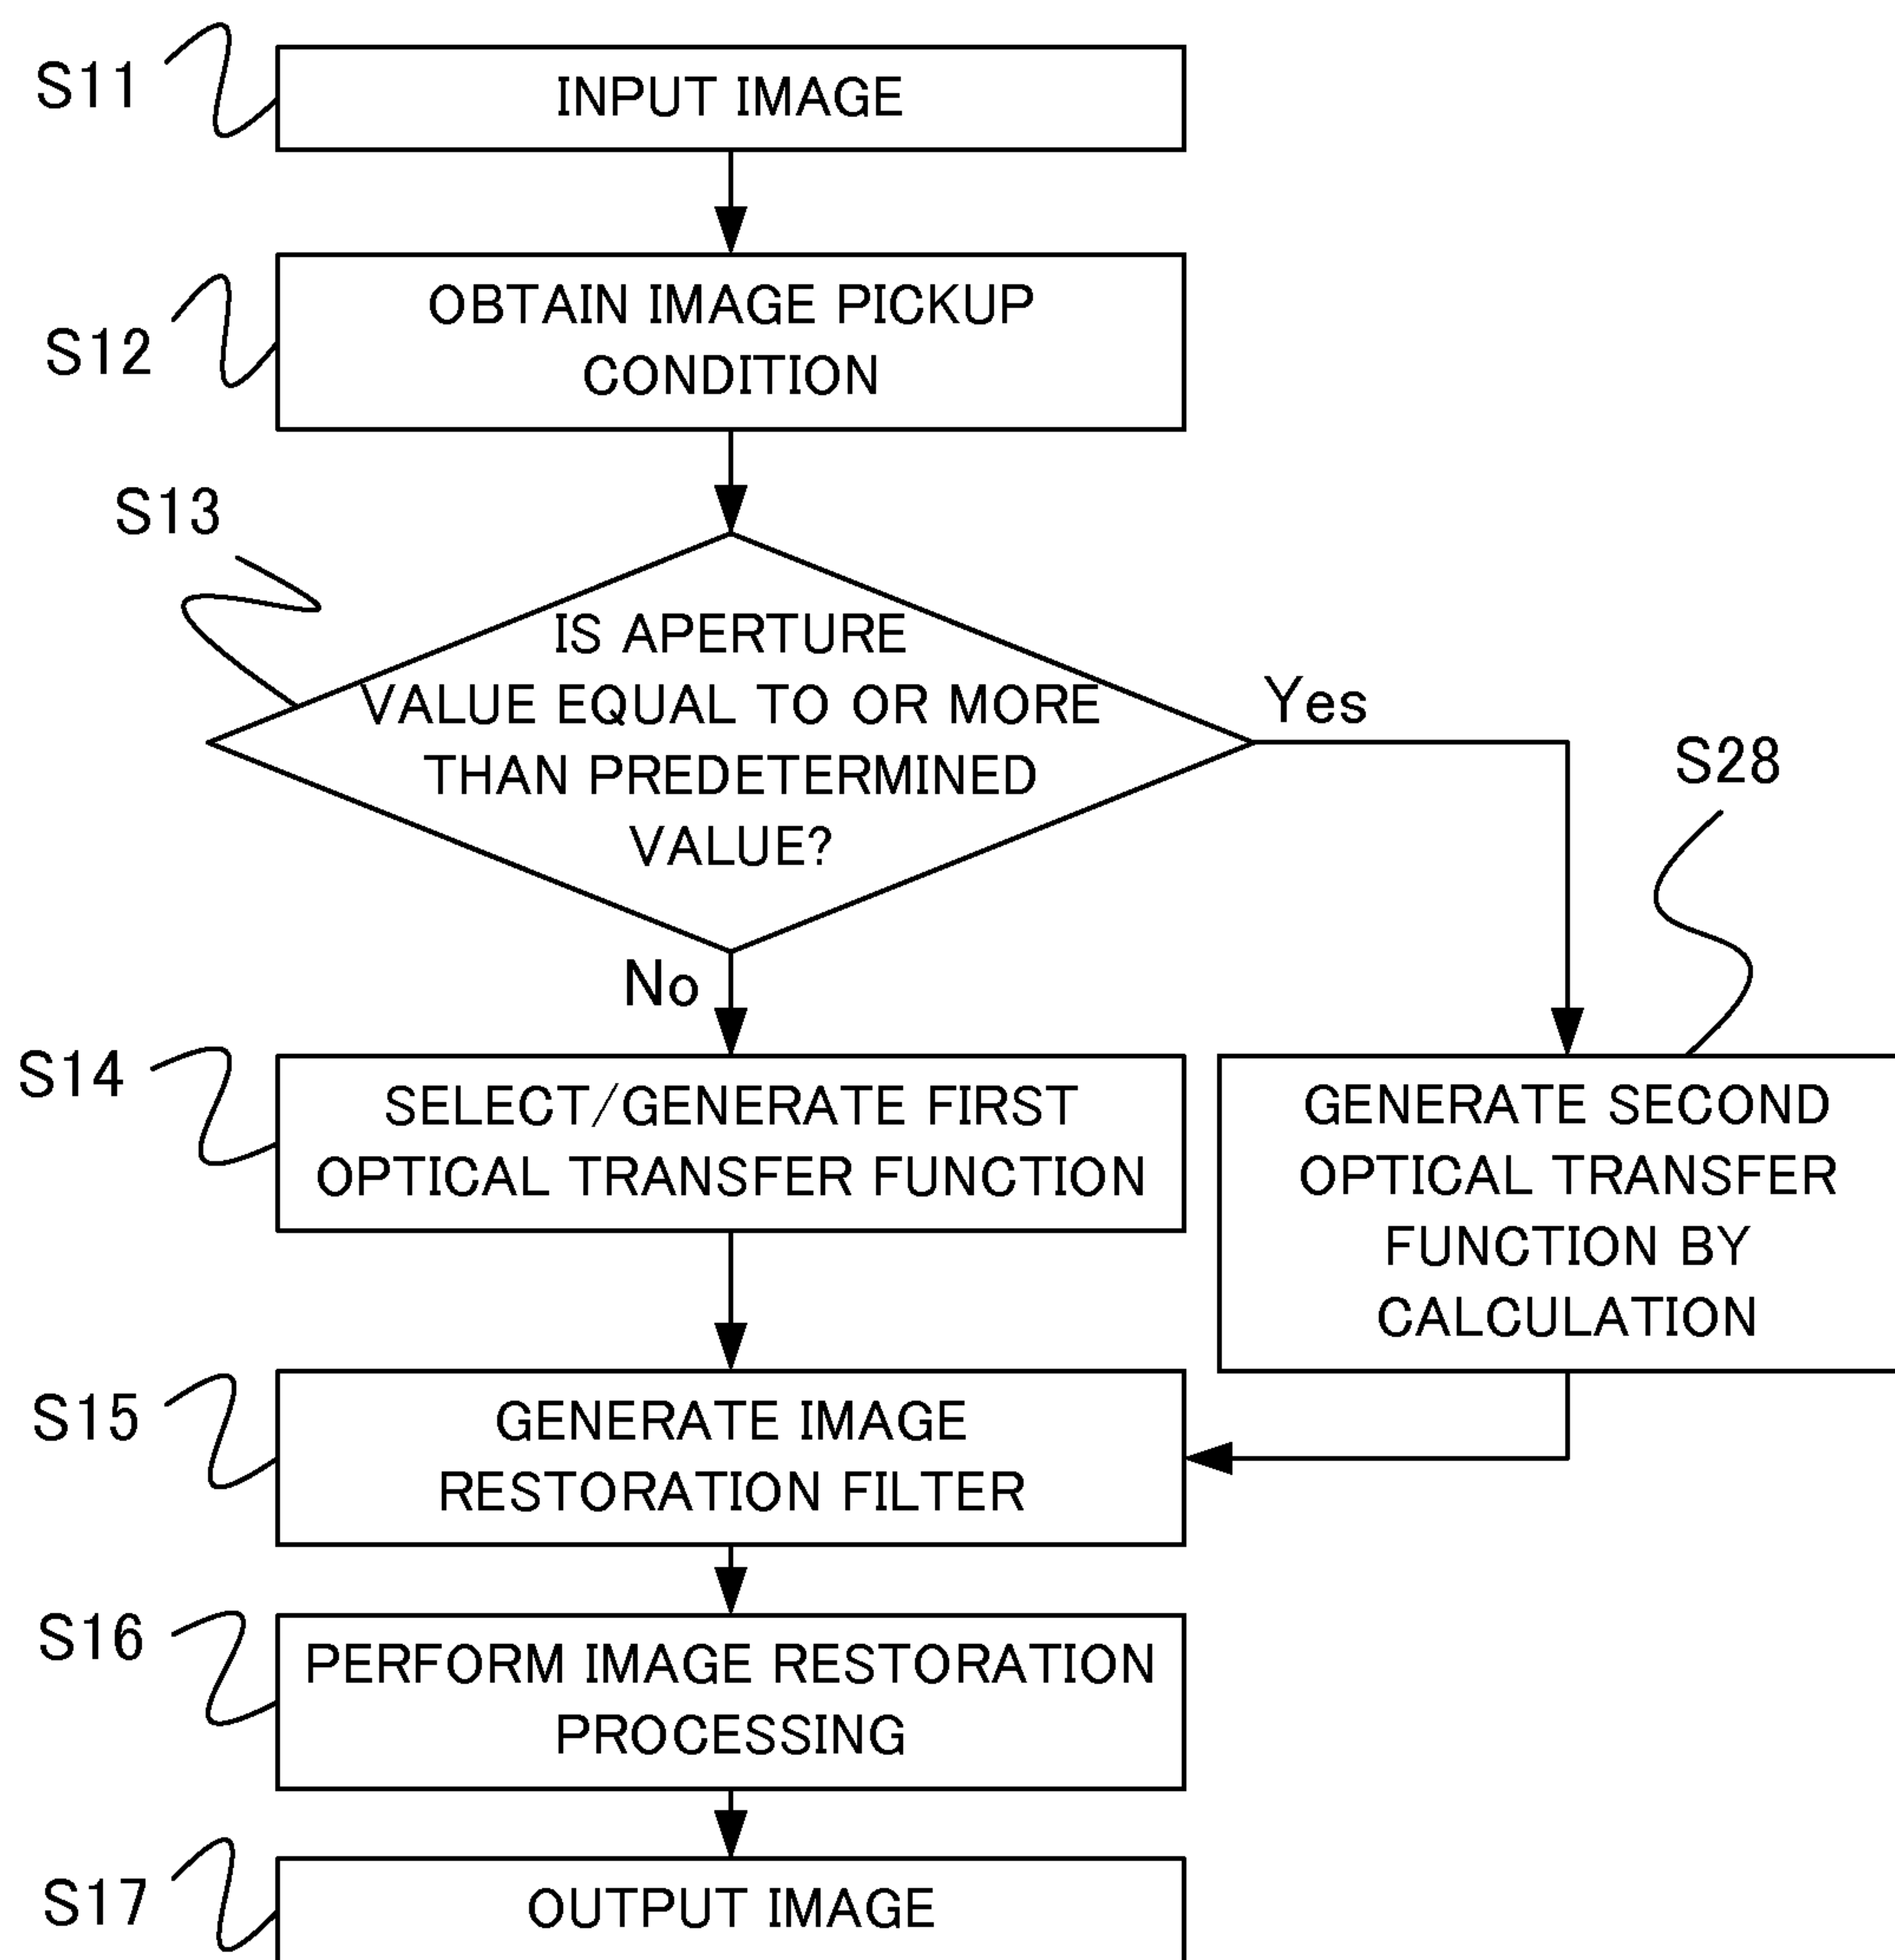 S11
INPUT IMAGE
S12
OBTAIN IMAGE PICKUP
CONDITION
S13
IS APERTURE
VALUE EQUAL TO OR MORE
THAN PREDETERMINED
VALUE?
Yes
No
S28
S14
SELECT/GENERATE FIRST
OPTICAL TRANSFER FUNCTION
GENERATE SECOND
OPTICAL TRANSFER
FUNCTION BY
CALCULATION
S15
GENERATE IMAGE
RESTORATION FILTER
S16
PERFORM IMAGE RESTORATION
PROCESSING
S17
OUTPUT IMAGE